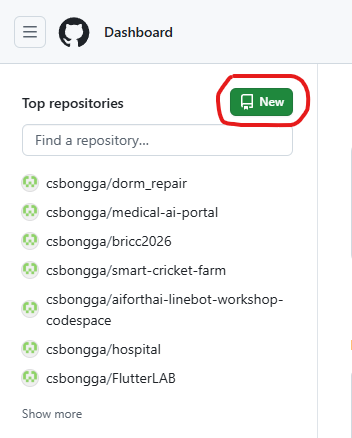 Dashboard
Top repositories
New
Find a repository...
csbongga/dorm_repair
csbongga/medical-ai-portal
csbongga/bricc2026
csbongga/smart-cricket-farm
csbongga/aiforthai-linebot-workshop-
codespace
csbongga/hospital
csbongga/FlutterLAB
Show more